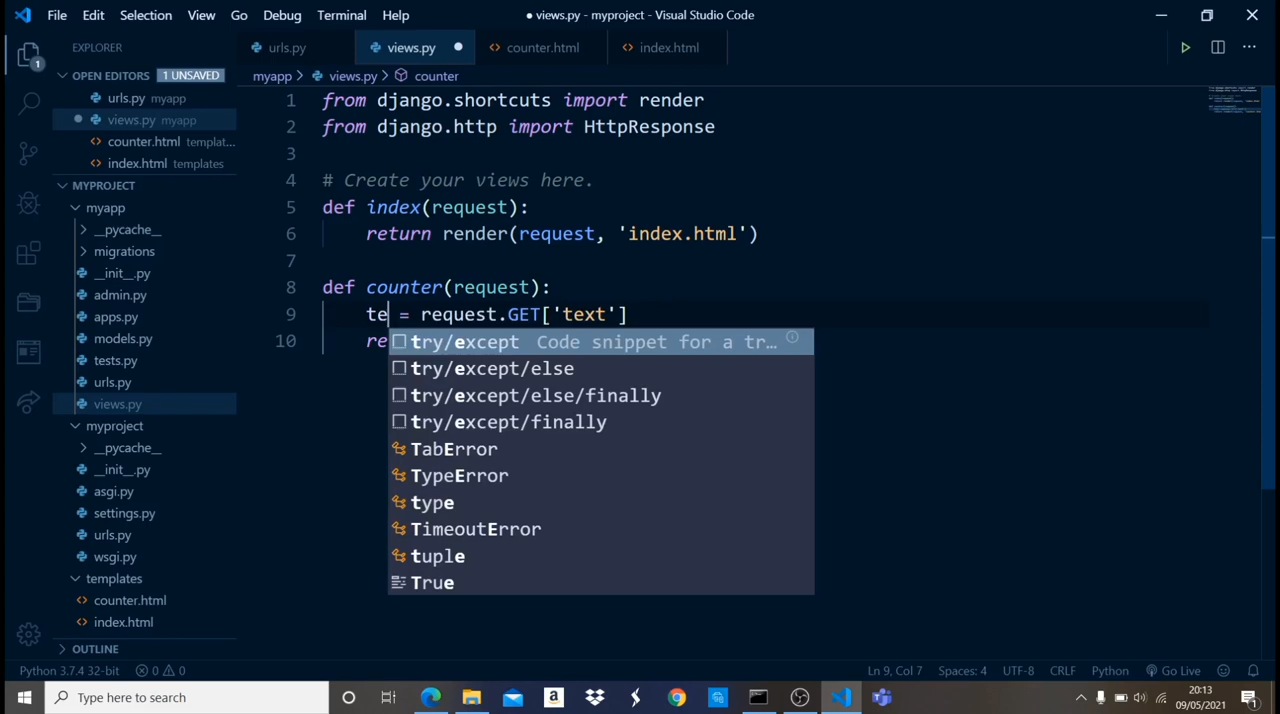 File Edit Selection View Go Debug Terminal Help
● views.py - myproject - Visual Studio Code
EXPLORER
urls.py
views.py
counter.html
index.html
1
OPEN EDITORS 1 UNSAVED
urls.py myapp
views.py myapp
counter.html templat...
index.html templates
MYPROJECT
myapp
__pycache__
migrations
__init__.py
admin.py
apps.py
models.py
tests.py
urls.py
views.py
myproject
__pycache__
__init__.py
asgi.py
settings.py
urls.py
wsgi.py
templates
counter.html
index.html
OUTLINE
myapp > views.py > counter
1 from django.shortcuts import render
2 from django.http import HttpResponse
3
4 # Create your views here.
5 def index(request):
6 return render(request, 'index.html')
7
8 def counter(request):
9 te = request.GET['text']
10 re
try/except Code snippet for a tr...
try/except/else
try/except/else/finally
try/except/finally
TabError
TypeError
type
TimeoutError
tuple
True
Python 3.7.4 32-bit 0 0
Ln 9, Col 7 Spaces: 4 UTF-8 CRLF Python Go Live
Type here to search
20:13
09/05/2021
1